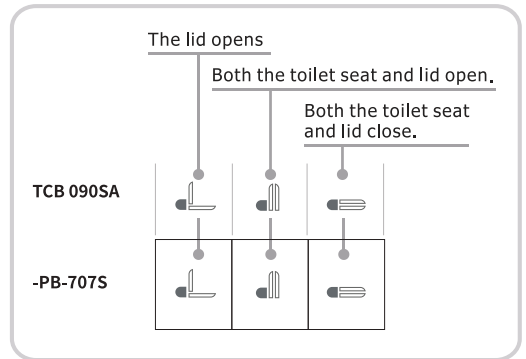 The lid opens
Both the toilet seat and lid open.
Both the toilet seat
and lid close.
TCB 090SA
-PB-707S